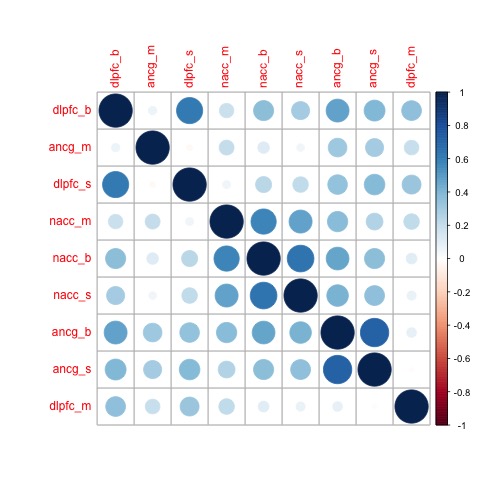 dlpfc_b
ancg_m
dlpfc_s
nacc_m
nacc_b
nacc_s
ancg_b
ancg_s
dlpfc_m
dlpfc_b
ancg_m
dlpfc_s
nacc_m
nacc_b
nacc_s
ancg_b
ancg_s
dlpfc_m
1
0.8
0.6
0.4
0.2
0
-0.2
-0.4
-0.6
-0.8
-1